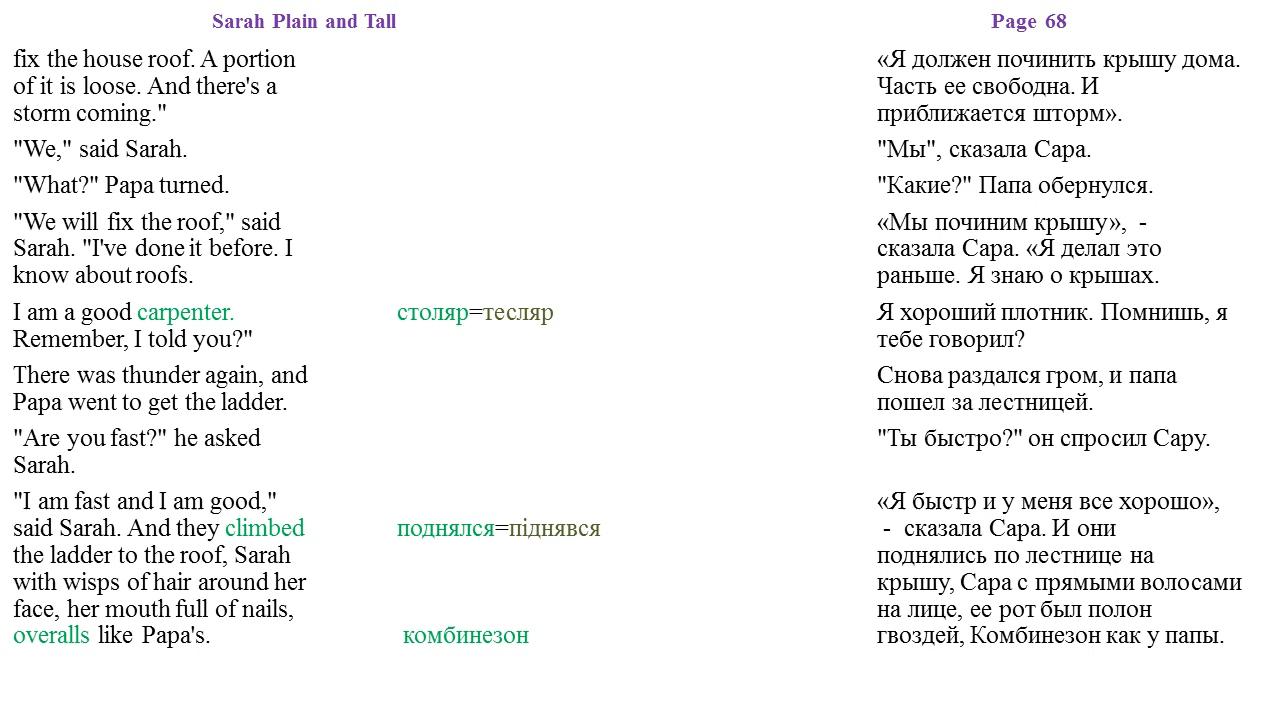 Sarah Plain and Tall
Page 68
fix the house roof. A portion
of it is loose. And there's a
storm coming."
«Я должен починить крышу дома.
Часть ее свободна. И
приближается шторм».
"We," said Sarah.
"Мы", сказала Сара.
"What?" Papa turned.
"Какие?" Папа обернулся.
"We will fix the roof," said
Sarah. "I've done it before. I
know about roofs.
«Мы починим крышу», -
сказала Сара. «Я делал это
раньше. Я знаю о крышах.
I am a good carpenter.
Remember, I told you?"
столяр=тесляр
Я хороший плотник. Помнишь, я
тебе говорил?
There was thunder again, and
Papa went to get the ladder.
Снова раздался гром, и папа
пошел за лестницей.
"Are you fast?" he asked
Sarah.
"Ты быстро?" он спросил Сару.
"I am fast and I am good,"
said Sarah. And they climbed
the ladder to the roof, Sarah
with wisps of hair around her
face, her mouth full of nails,
overalls like Papa's.
поднялся=піднявся
комбинезон
«Я быстр и у меня все хорошо»,
- сказала Сара. И они
поднялись по лестнице на
крышу, Сара с прямыми волосами
на лице, ее рот был полон
гвоздей, Комбинезон как у папы.